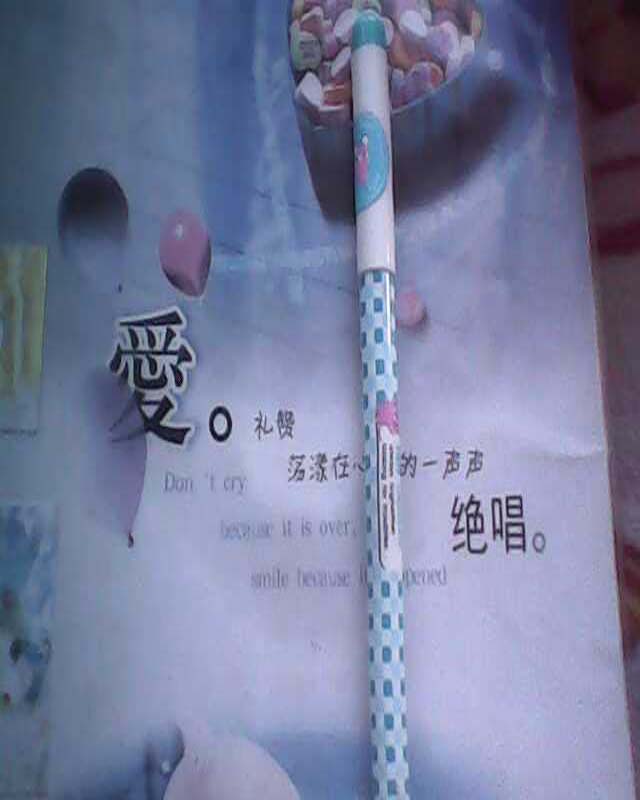 愛。礼赞
荡漾在心 的一声声
绝唱。
Don 't cry
because it is over,
smile because pened